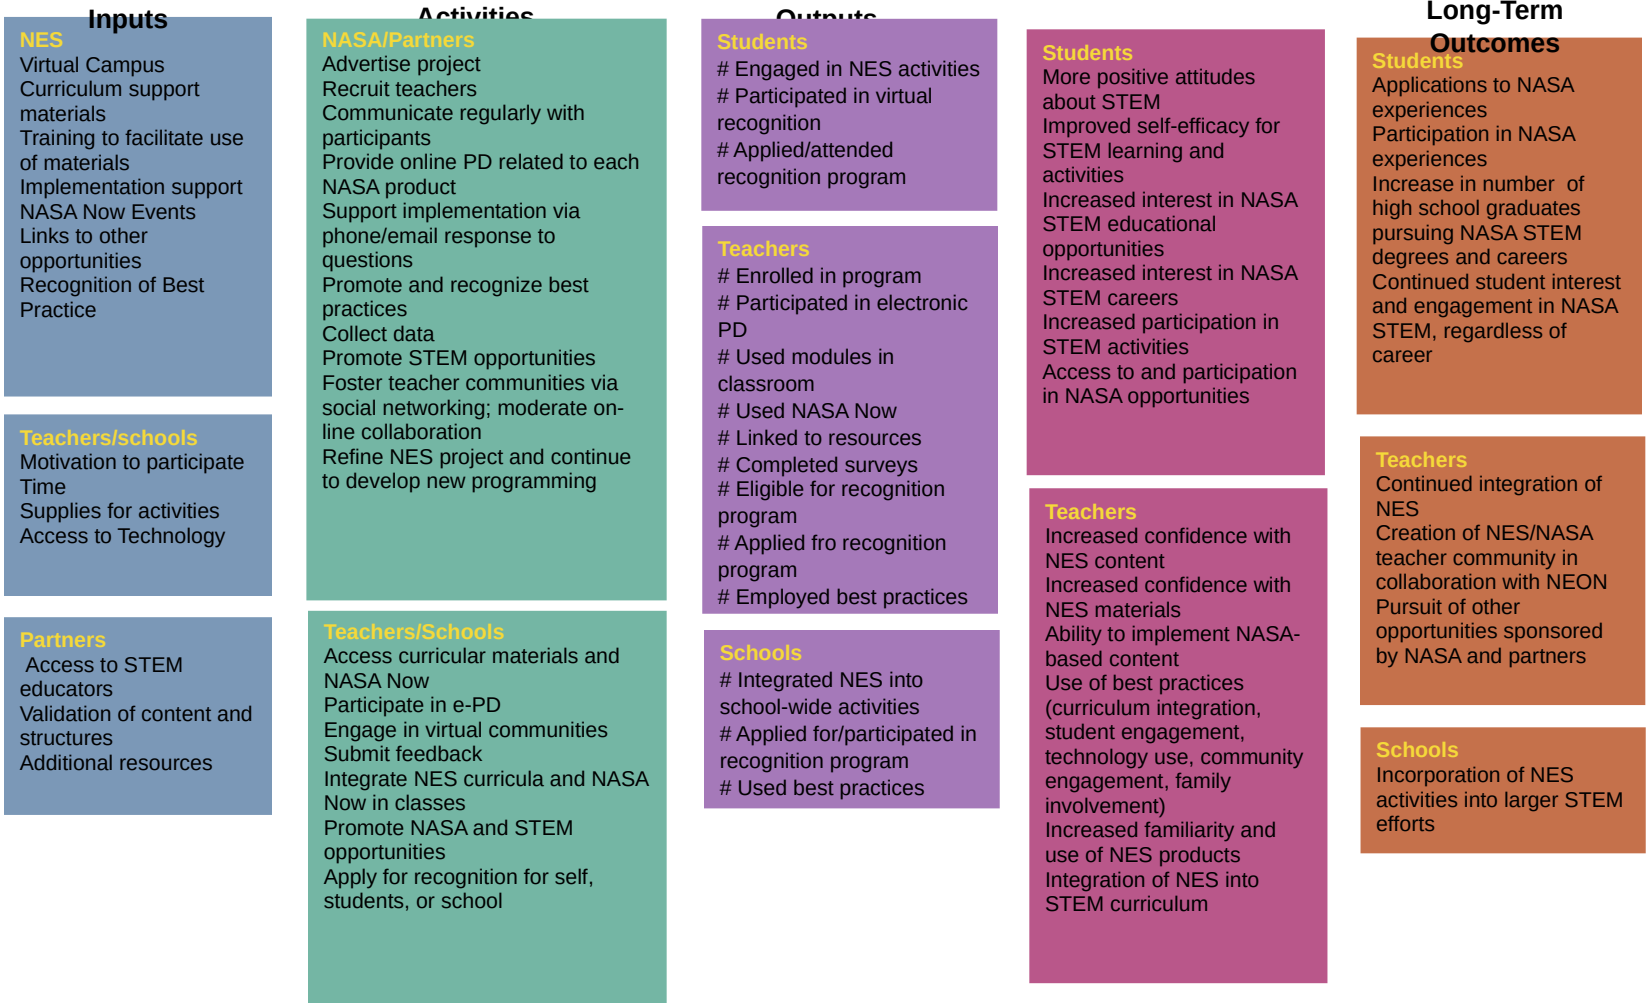 Inputs
NES
Virtual Campus
Curriculum support
materials
Training to facilitate use
of materials
Implementation support
NASA Now Events
Links to other
opportunities
Recognition of Best
Practice
Teachers/schools
Motivation to participate
Time
Supplies for activities
Access to Technology
Partners
Access to STEM
educators
Validation of content and
structures
Additional resources
Activities
NASA/Partners
Advertise project
Recruit teachers
Communicate regularly with
participants
Provide online PD related to each
NASA product
Support implementation via
phone/email response to
questions
Promote and recognize best
practices
Collect data
Promote STEM opportunities
Foster teacher communities via
social networking; moderate on-
line collaboration
Refine NES project and continue
to develop new programming
Teachers/Schools
Access curricular materials and
NASA Now
Participate in e-PD
Engage in virtual communities
Submit feedback
Integrate NES curricula and NASA
Now in classes
Promote NASA and STEM
opportunities
Apply for recognition for self,
students, or school
Outputs
Students
# Engaged in NES activities
# Participated in virtual
recognition
# Applied/attended
recognition program
Teachers
# Enrolled in program
# Participated in electronic
PD
# Used modules in
classroom
# Used NASA Now
# Linked to resources
# Completed surveys
# Eligible for recognition
program
# Applied fro recognition
program
# Employed best practices
Schools
# Integrated NES into
school-wide activities
# Applied for/participated in
recognition program
# Used best practices
Students
More positive attitudes
about STEM
Improved self-efficacy for
STEM learning and
activities
Increased interest in NASA
STEM educational
opportunities
Increased interest in NASA
STEM careers
Increased participation in
STEM activities
Access to and participation
in NASA opportunities
Teachers
Increased confidence with
NES content
Increased confidence with
NES materials
Ability to implement NASA-
based content
Use of best practices
(curriculum integration,
student engagement,
technology use, community
engagement, family
involvement)
Increased familiarity and
use of NES products
Integration of NES into
STEM curriculum
Long-Term
Outcomes
Students
Applications to NASA
experiences
Participation in NASA
experiences
Increase in number  of
high school graduates
pursuing NASA STEM
degrees and careers
Continued student interest
and engagement in NASA
STEM, regardless of
career
Teachers
Continued integration of
NES
Creation of NES/NASA
teacher community in
collaboration with NEON
Pursuit of other
opportunities sponsored
by NASA and partners
Schools
Incorporation of NES
activities into larger STEM
efforts